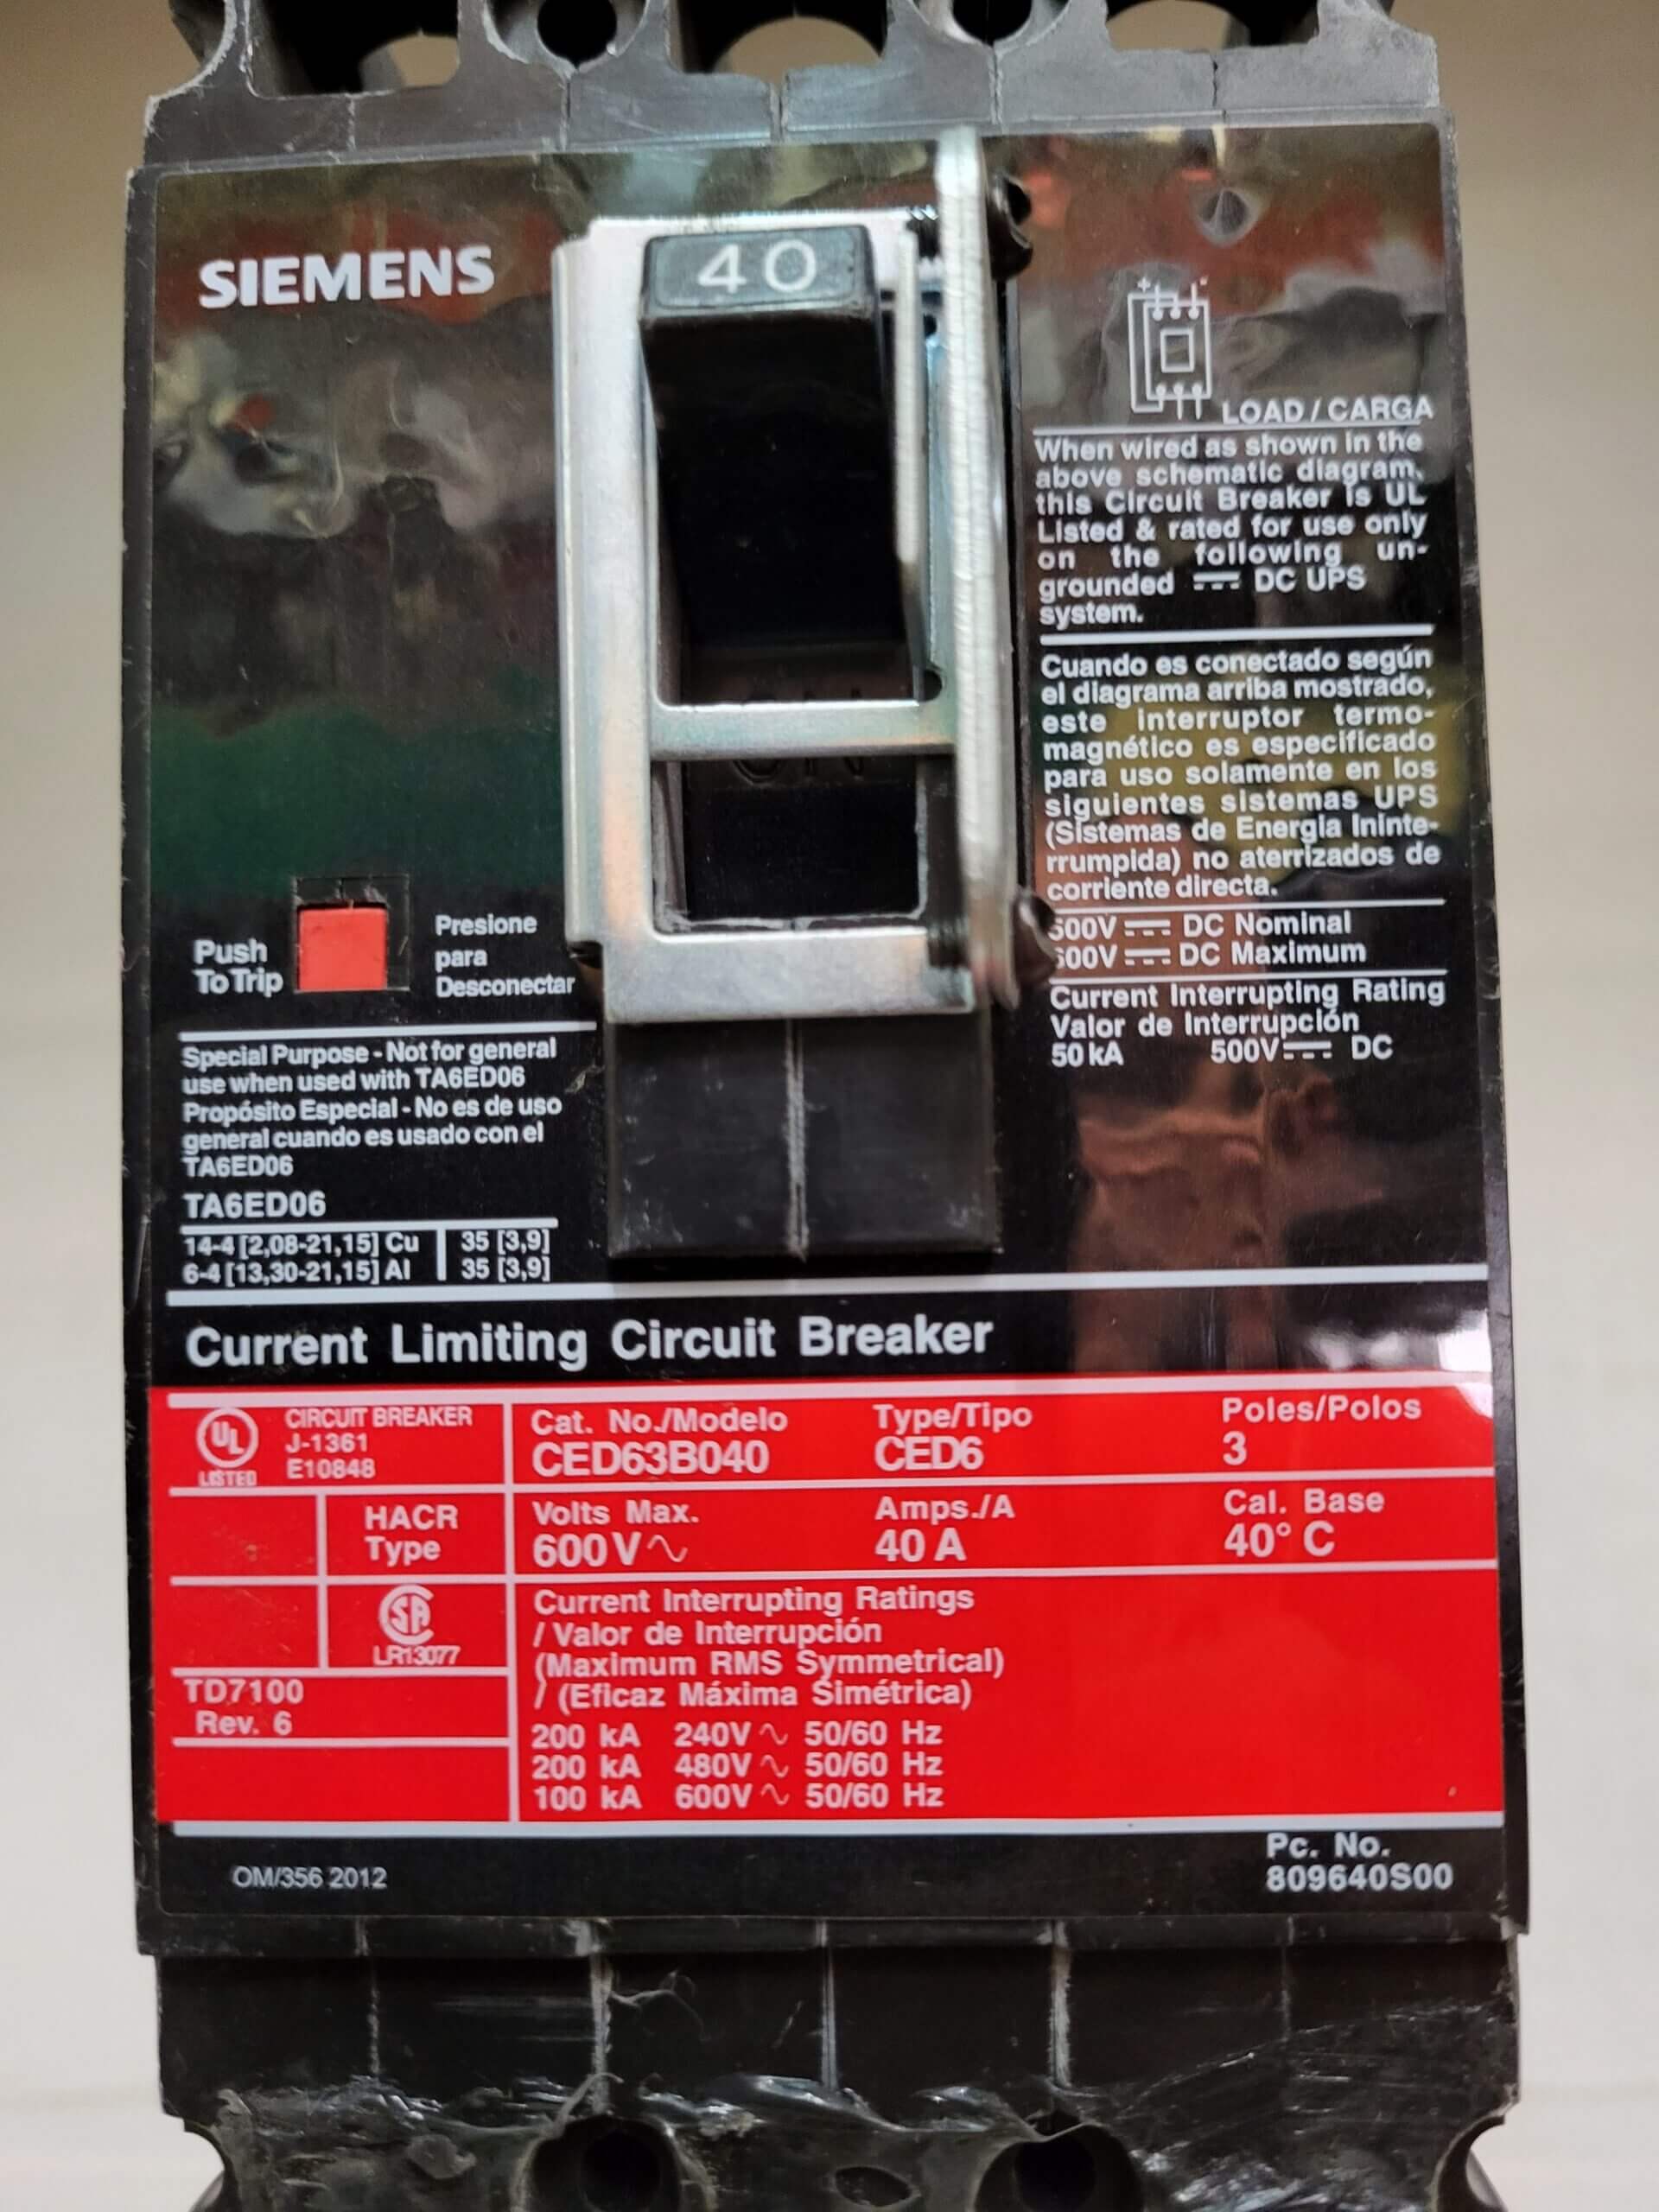 40
SIEMENS
+ -
LOAD / CARGA
When wired as shown in the
above schematic diagram,
this Circuit Breaker is UL
Listed & rated for use only
on the following un-
grounded ⎓ DC UPS
system.
Cuando es conectado según
el diagrama arriba mostrado,
este interruptor termo-
magnético es especificado
para uso solamente en los
siguientes sistemas UPS
(Sistemas de Energia Ininte-
rrumpida) no aterrizados de
corriente directa.
500V ⎓ DC Nominal
600V ⎓ DC Maximum
Current Interrupting Rating
Valor de Interrupción
50 kA 500V ⎓ DC
ON
Push
To Trip
Presione
para
Desconectar
Special Purpose - Not for general
use when used with TA6ED06
Propósito Especial - No es de uso
general cuando es usado con el
TA6ED06
TA6ED06
14-4 [2,08-21,15] Cu 35 [3,9]
6-4 [13,30-21,15] Al 35 [3,9]
Current Limiting Circuit Breaker
UL
LISTED
CIRCUIT BREAKER
J-1361
E10848
Cat. No./Modelo Type/Tipo Poles/Polos
CED63B040 CED6 3
HACR
Type
Volts Max. Amps./A Cal. Base
600 V ∿ 40 A 40° C
SA
LR13077
TD7100
Rev. 6
Current Interrupting Ratings
/ Valor de Interrupción
(Maximum RMS Symmetrical)
/ (Eficaz Máxima Simétrica)
200 kA 240V ∿ 50/60 Hz
200 kA 480V ∿ 50/60 Hz
100 kA 600V ∿ 50/60 Hz
OM/356 2012
Pc. No.
809640S00